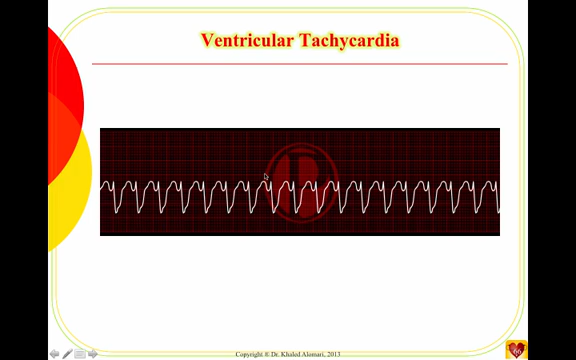 Ventricular Tachycardia
Copyright ® Dr. Khaled Alomari, 2013